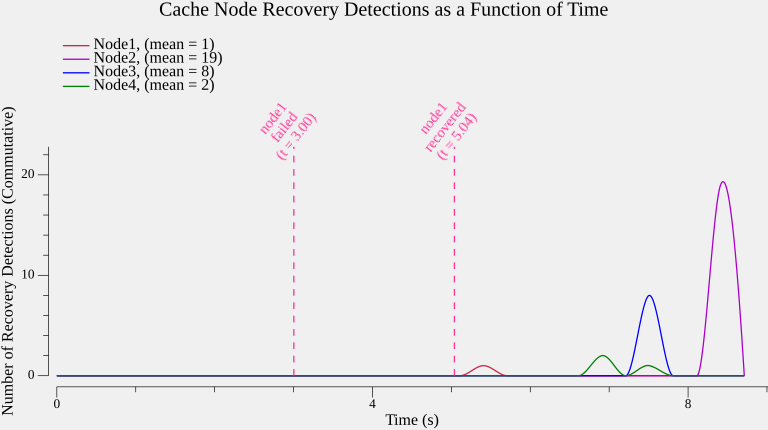 Cache Node Recovery Detections as a Function of Time
Node1, (mean = 1)
Node2, (mean = 19)
Node3, (mean = 8)
Node4, (mean = 2)
node1
failed
(t = 3.00)
node1
recovered
(t = 5.04)
Number of Recovery Detections (Commutative)
20
10
0
0
4
8
Time (s)